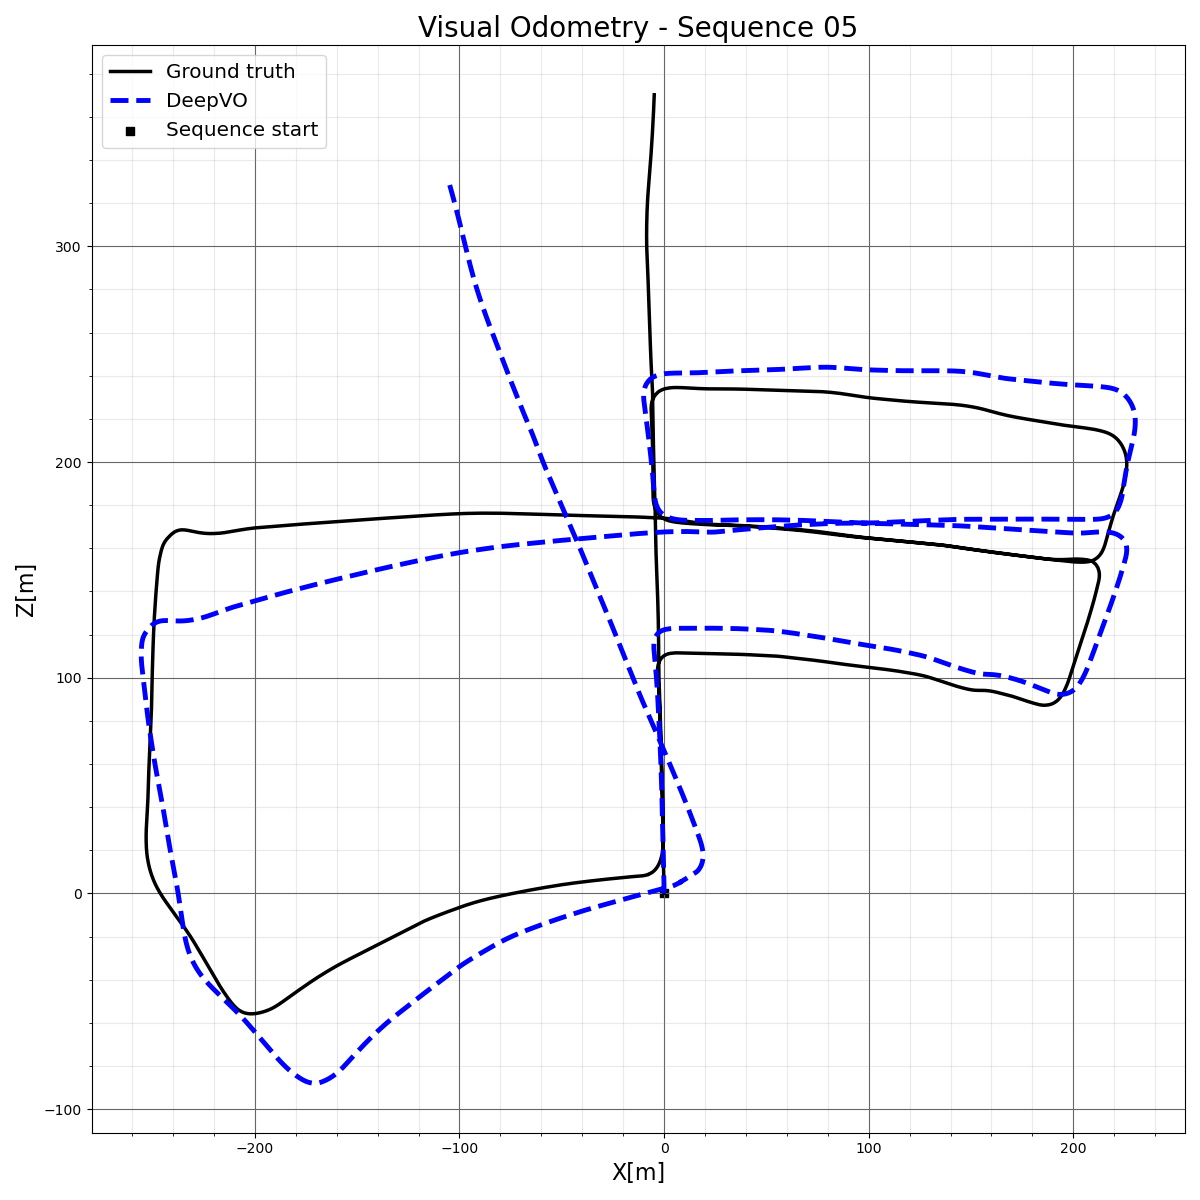 Visual Odometry - Sequence 05
Ground truth
DeepVO
Sequence start
Z[m]
300
200
100
0
−100
−200
−100
0
100
200
X[m]